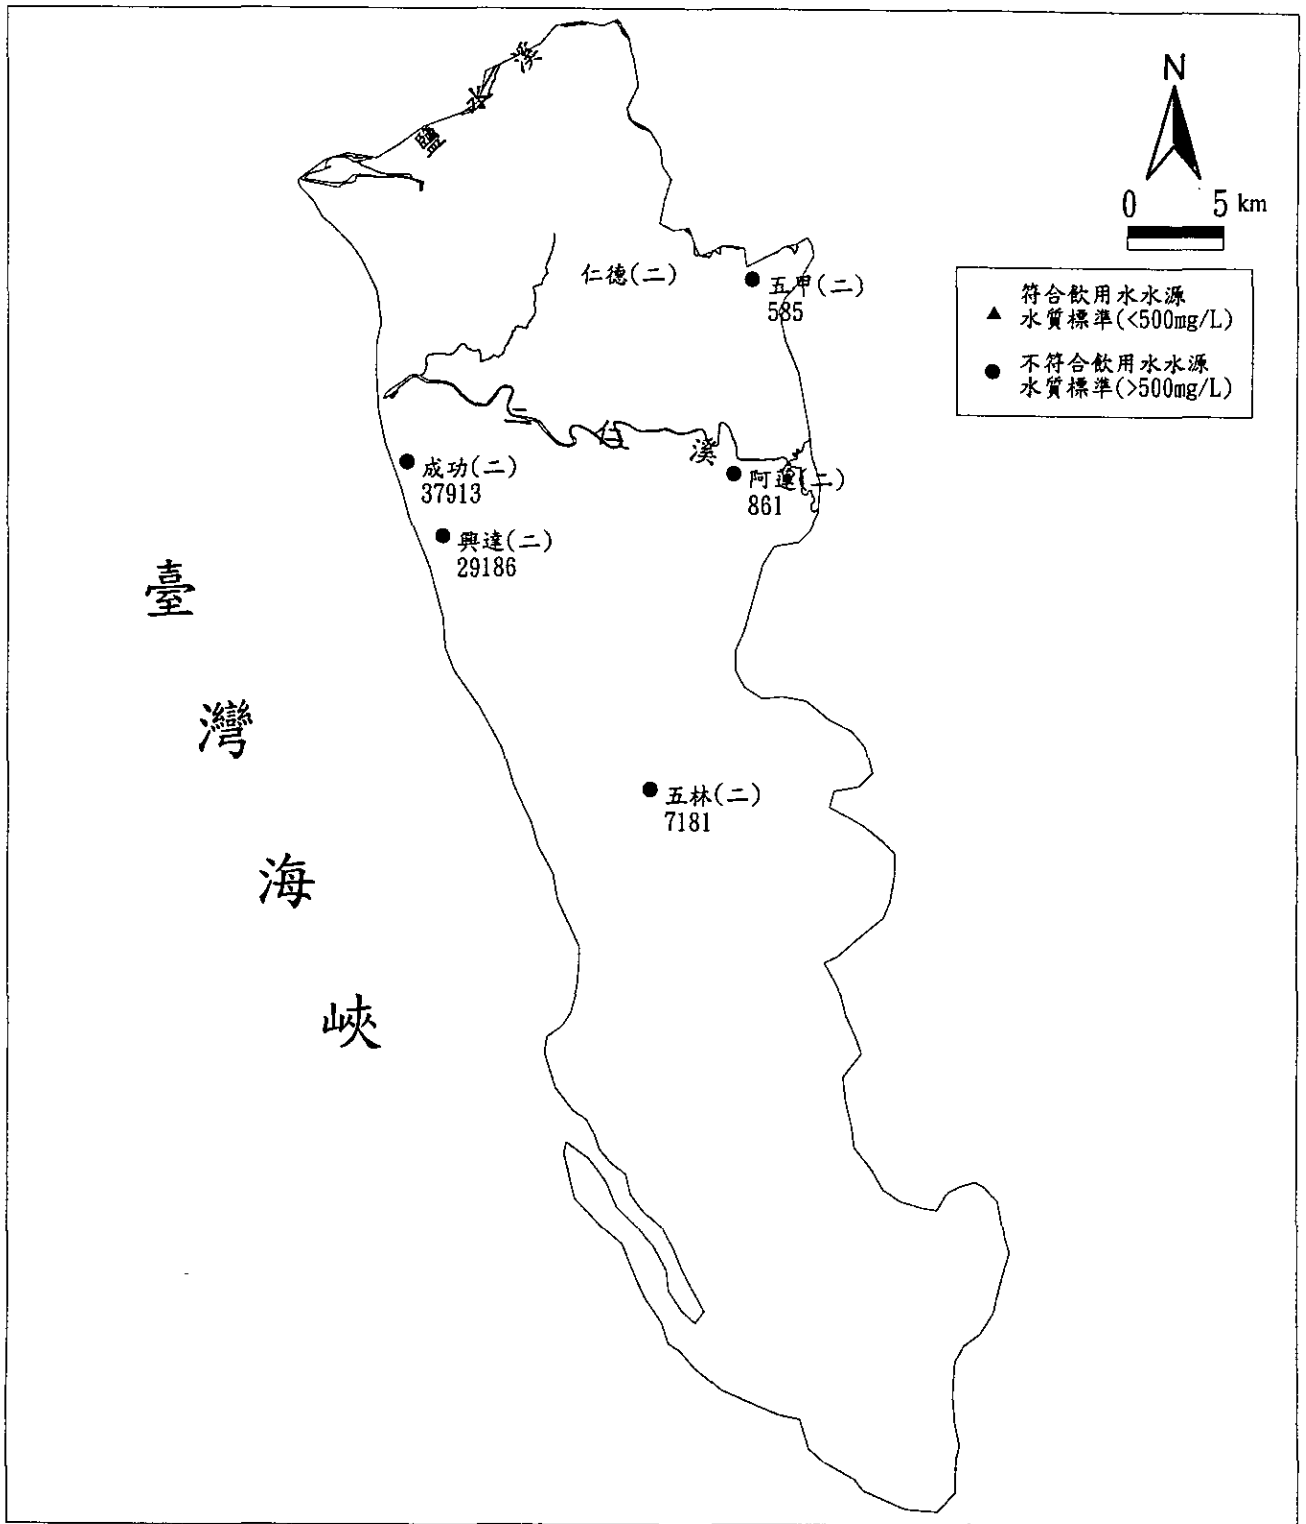 N
0 5 km
符合飲用水水源
水質標準(<500mg/L)
不符合飲用水水源
水質標準(>500mg/L)
鹽水溪
仁德(二)
五甲(二)
585
二仁溪
成功(二)
37913
阿蓮(二)
861
興達(二)
29186
五林(二)
7181
臺灣海峽